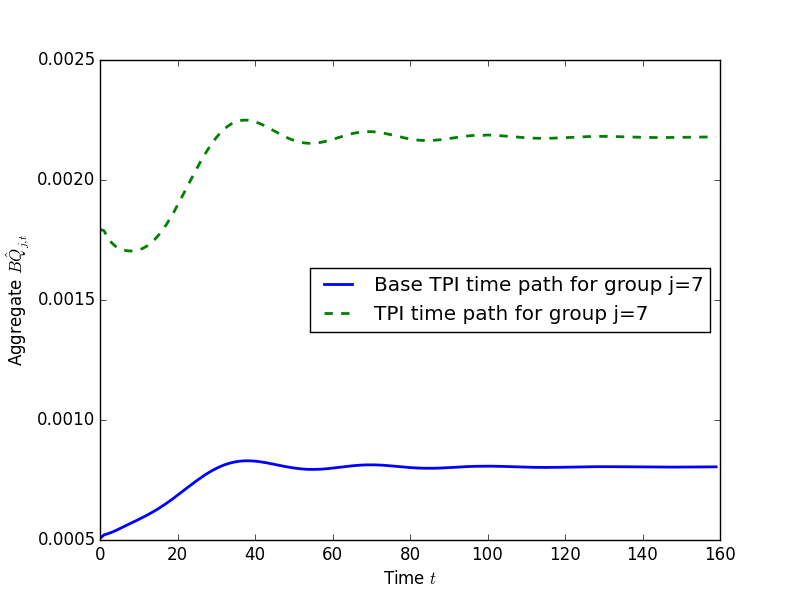 0.0025
0.0020
0.0015
0.0010
0.0005
Aggregate $\hat{BQ}_{j,t}$
Base TPI time path for group j=7
TPI time path for group j=7
0 20 40 60 80 100 120 140 160
Time t